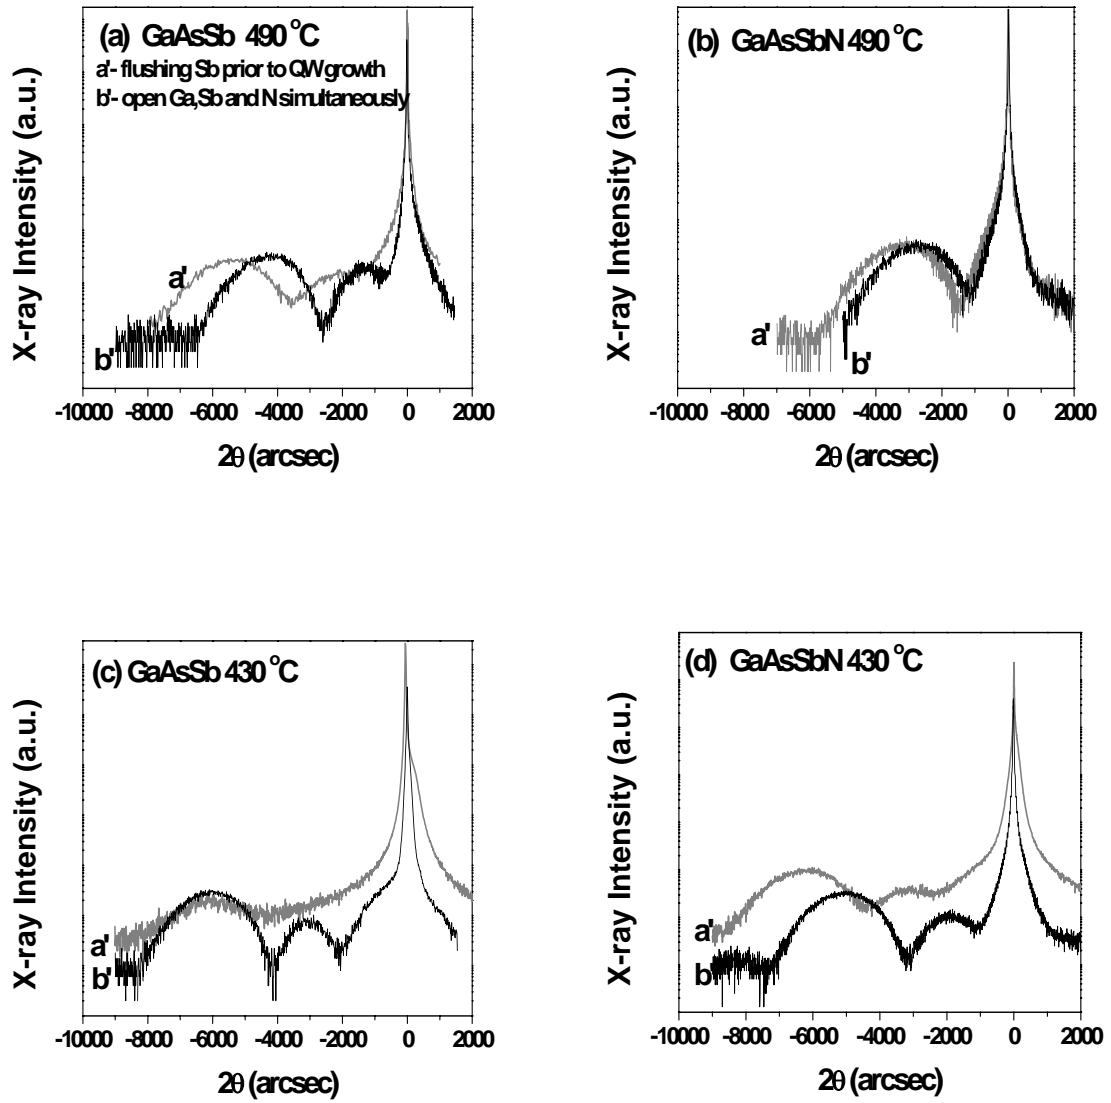 (a) GaAsSb 490 °C
a'- flushing Sb prior to QW growth
b'- open Ga,Sb and N simultaneously
X-ray Intensity (a.u.)
a'
b'
-10000 -8000 -6000 -4000 -2000 0 2000
2θ (arcsec)
(b) GaAsSbN 490 °C
X-ray Intensity (a.u.)
a'
b'
-10000 -8000 -6000 -4000 -2000 0 2000
2θ (arcsec)
(c) GaAsSb 430 °C
X-ray Intensity (a.u.)
a'
b'
-10000 -8000 -6000 -4000 -2000 0 2000
2θ (arcsec)
(d) GaAsSbN 430 °C
X-ray Intensity (a.u.)
a'
b'
-10000 -8000 -6000 -4000 -2000 0 2000
2θ (arcsec)